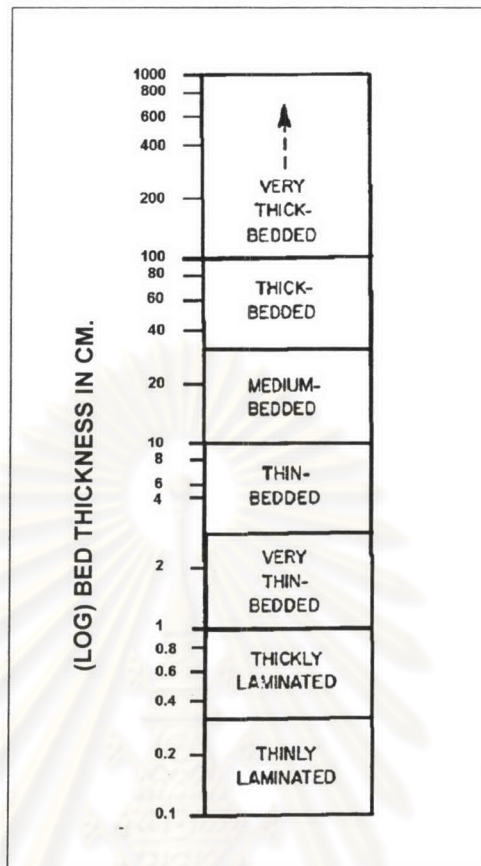 1000
800
600
400
200
100
80
60
40
20
10
8
6
4
2
1
0.8
0.6
0.4
0.2
0.1
(LOG) BED THICKNESS IN CM.
VERY
THICK-
BEDDED
THICK-
BEDDED
MEDIUM-
BEDDED
THIN-
BEDDED
VERY
THIN-
BEDDED
THICKLY
LAMINATED
THINLY
LAMINATED